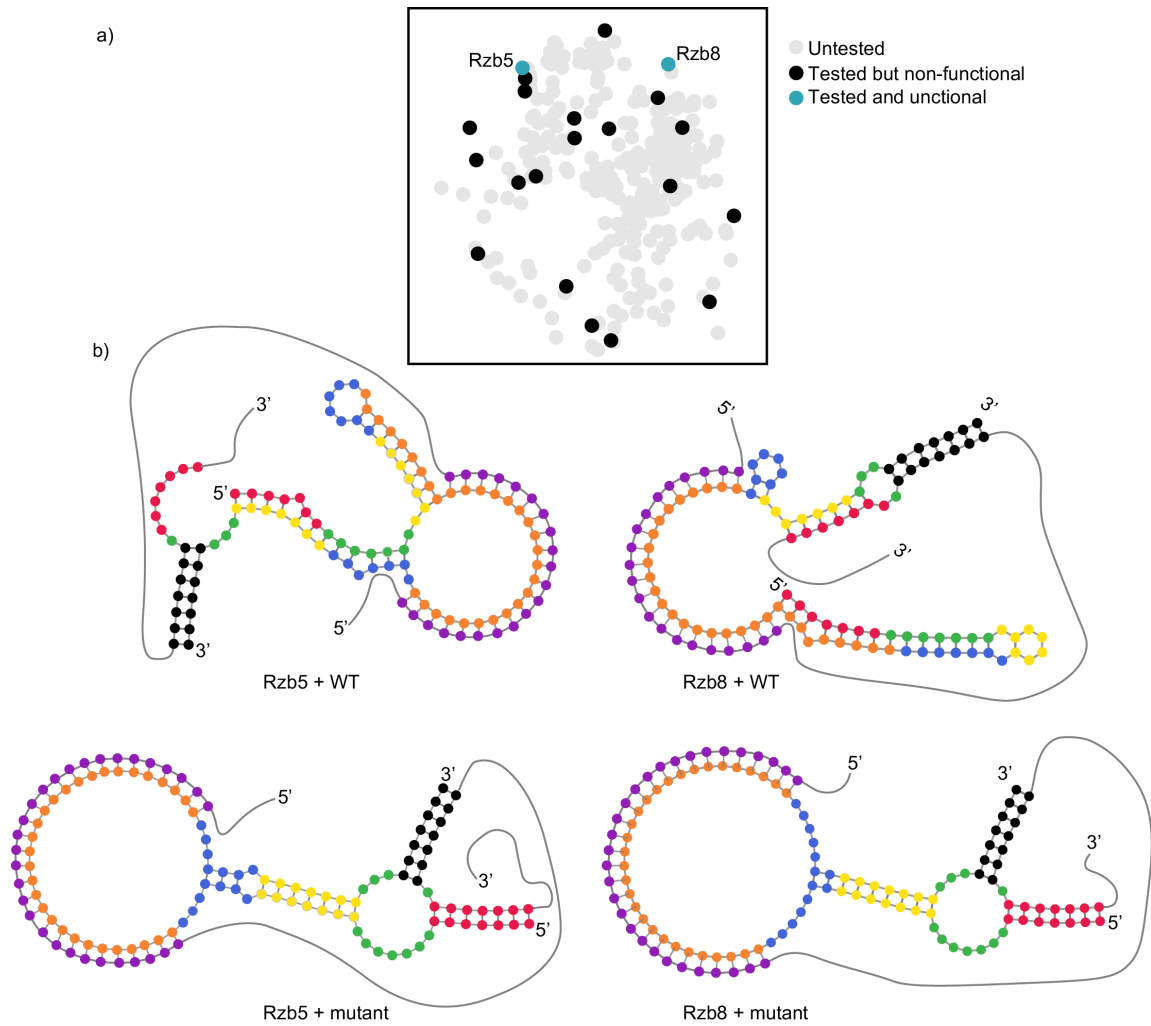 a)
Rzb5
Rzb8
Untested
Tested but non-functional
Tested and unctional
b)
3’
5’
5’
3’
Rzb5 + WT
5’
3’
3’
5’
Rzb8 + WT
5’
3’
3’
5’
Rzb5 + mutant
5’
3’
3’
5’
Rzb8 + mutant